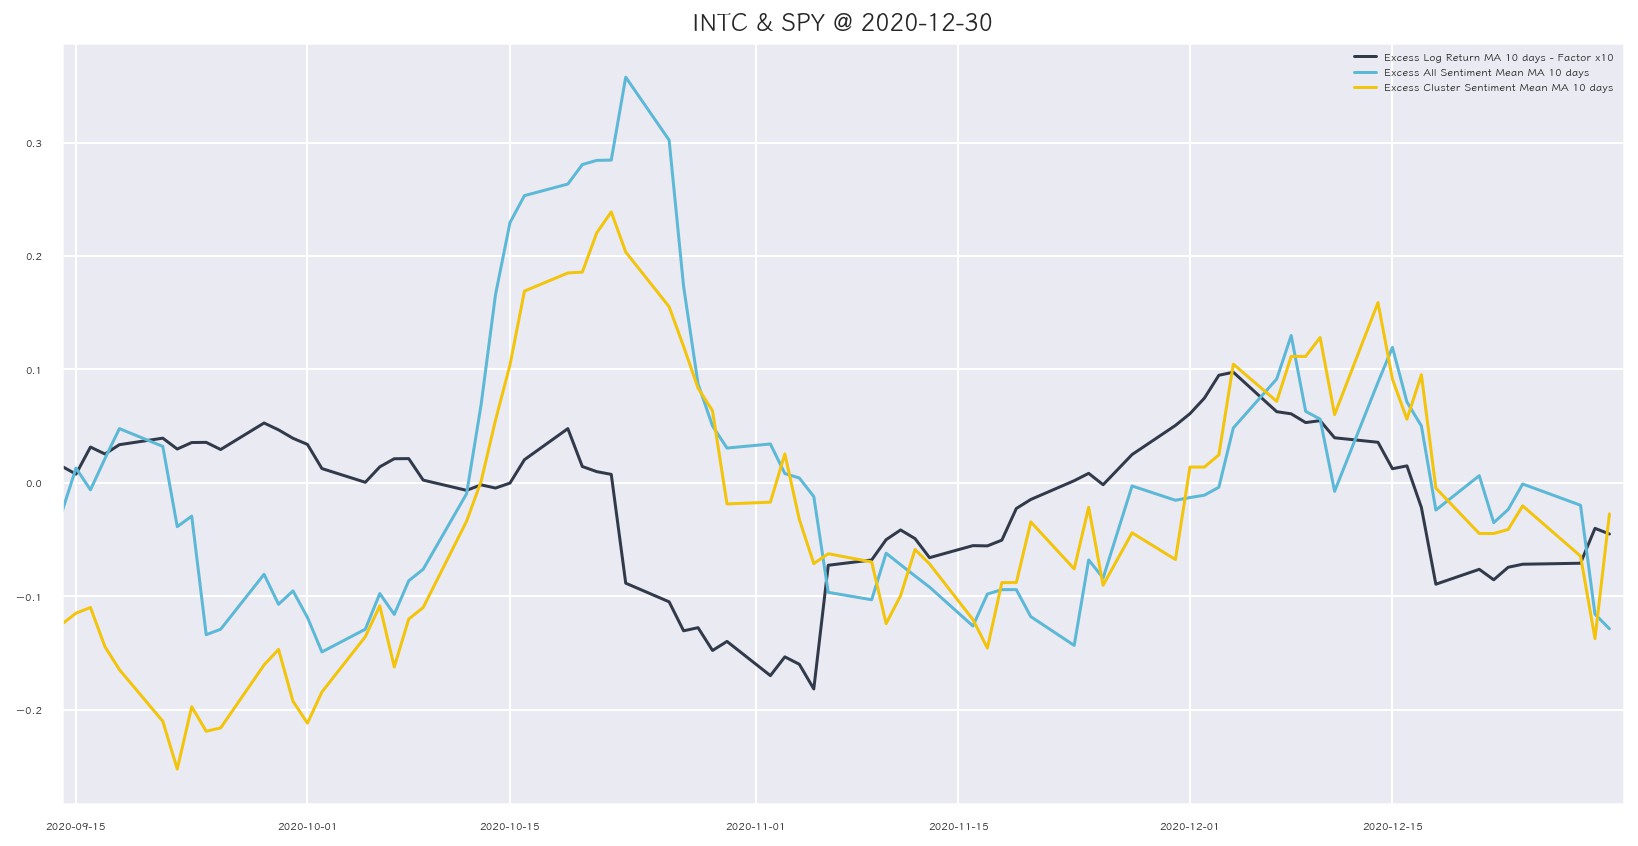 INTC & SPY @ 2020-12-30
Excess Log Return MA 10 days - Factor x10
Excess All Sentiment Mean MA 10 days
Excess Cluster Sentiment Mean MA 10 days
0.3
0.2
0.1
0.0
−0.1
−0.2
2020-09-15 2020-10-01 2020-10-15 2020-11-01 2020-11-15 2020-12-01 2020-12-15